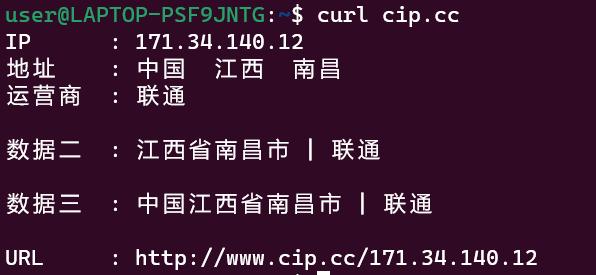 user@LAPTOP-PSF9JNTG:~$ curl cip.cc
IP : 171.34.140.12
地址 : 中国 江西 南昌
运营商 : 联通
数据二 : 江西省南昌市 | 联通
数据三 : 中国江西省南昌市 | 联通
URL : http://www.cip.cc/171.34.140.12